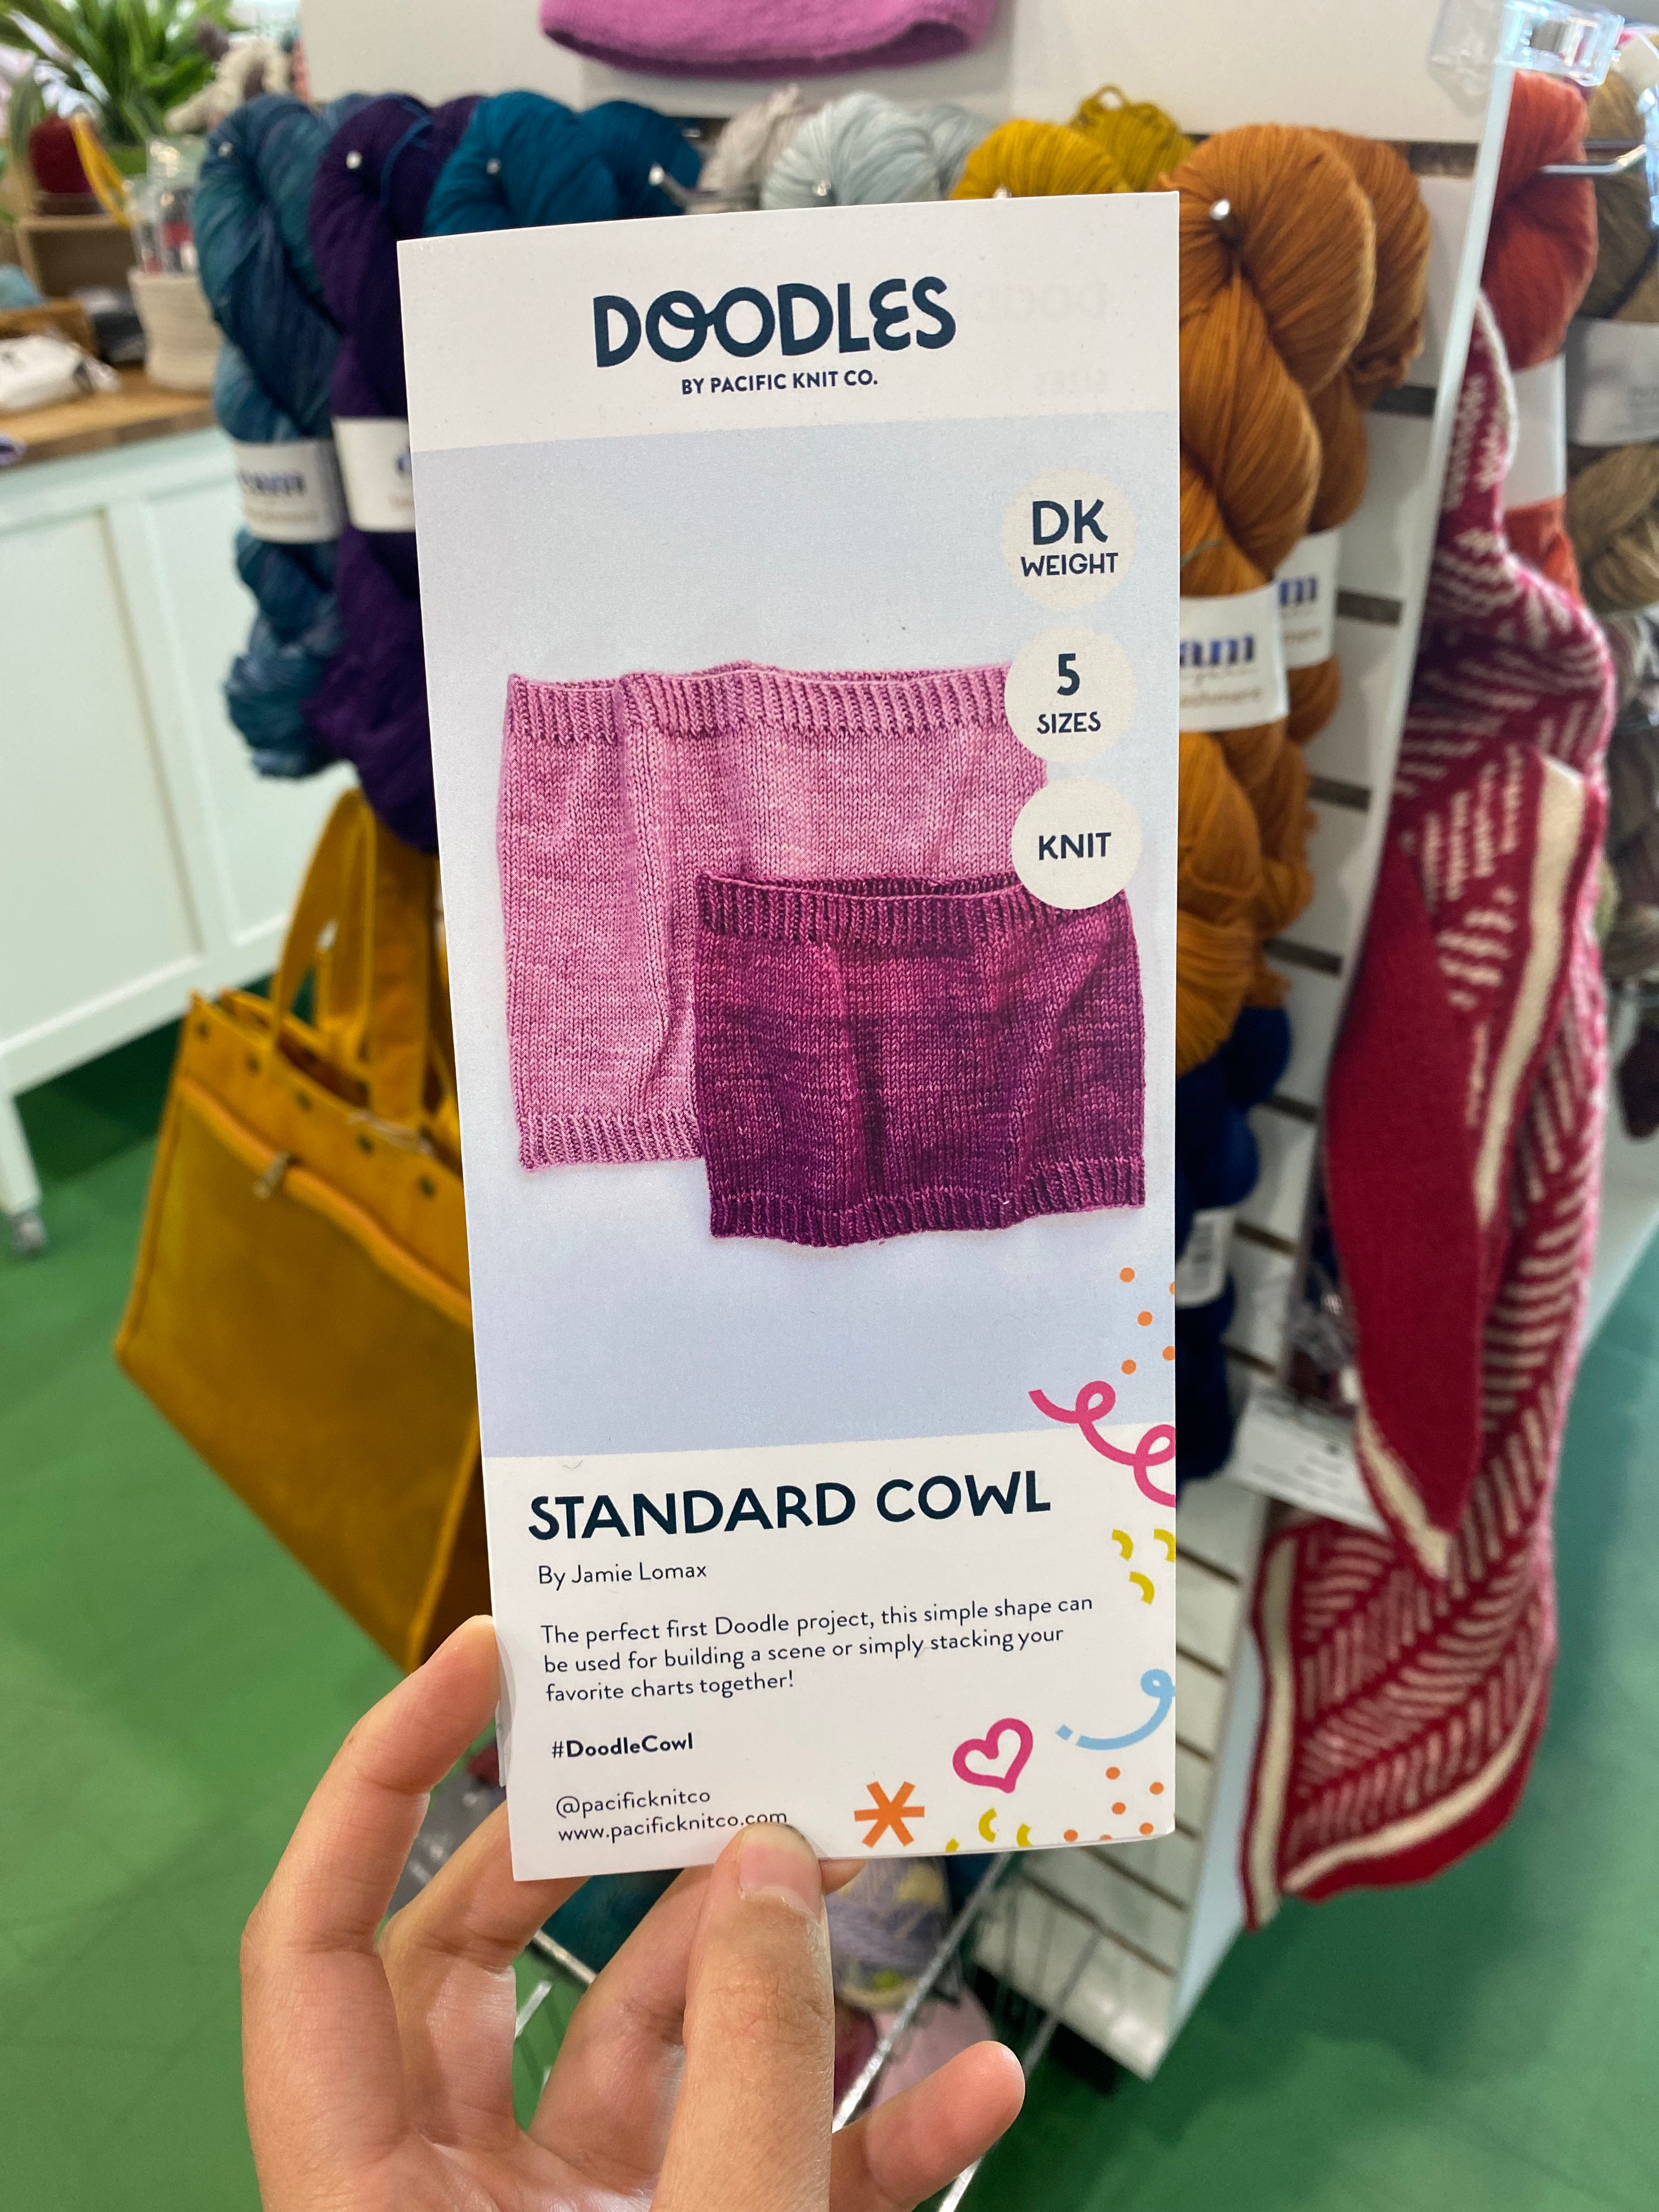 DOODLES
BY PACIFIC KNIT CO.
DK
WEIGHT
5
SIZES
KNIT
STANDARD COWL
By Jamie Lomax
The perfect first Doodle project, this simple shape can
be used for building a scene or simply stacking your
favorite charts together!
#DoodleCowl
@pacificknitco
www.pacificknitco.com